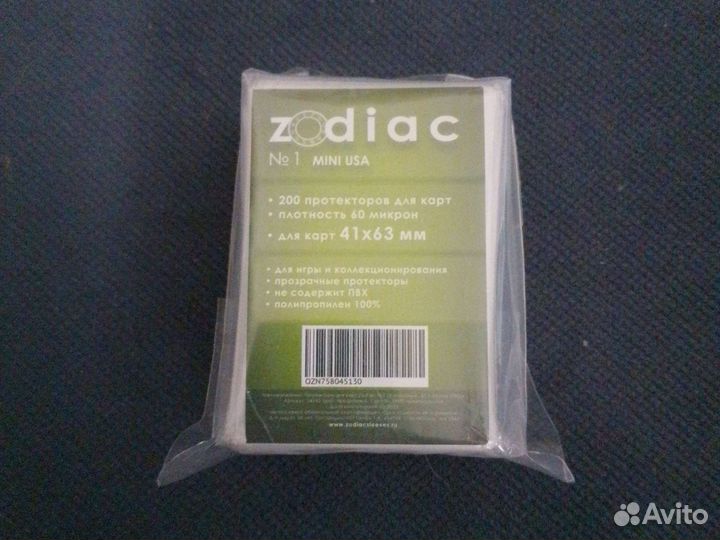 zodiac
№1 MINI USA
• 200 протекторов для карт
• плотность 60 микрон
• для карт 41х63 мм
• для игры и коллекционирования
• прозрачные протекторы
• не содержит ПВХ
• полипропилен 100%
OZN758045130
www.zodiacsleeves.ru
Avito